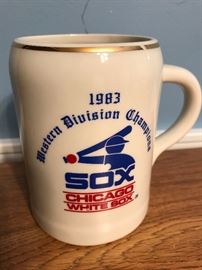 1983
Western Division Champions
SOX
CHICAGO
WHITE SOX